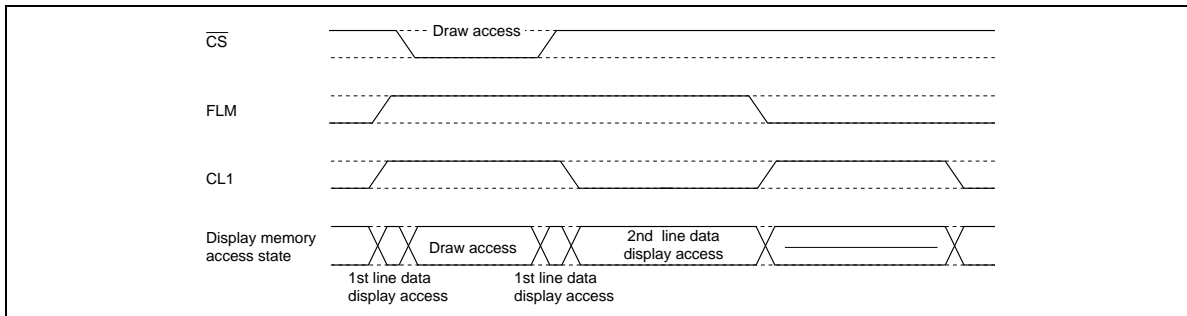 CS
Draw access
FLM
CL1
Display memory
access state
Draw access
2nd line data
display access
1st line data
display access
1st line data
display access